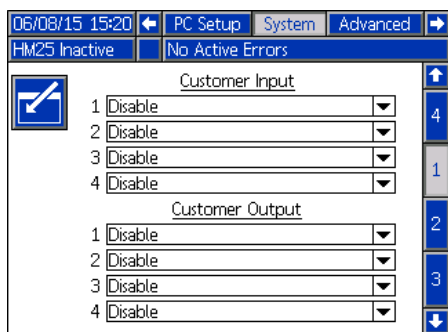 06/08/15 15:20 PC Setup System Advanced
HM25 Inactive No Active Errors
Customer Input
1 Disable
2 Disable
3 Disable
4 Disable
Customer Output
1 Disable
2 Disable
3 Disable
4 Disable
4
1
2
3